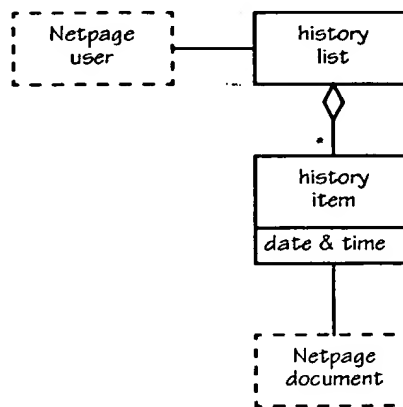 Netpage
user
history
list
*
history
item
date & time
Netpage
document